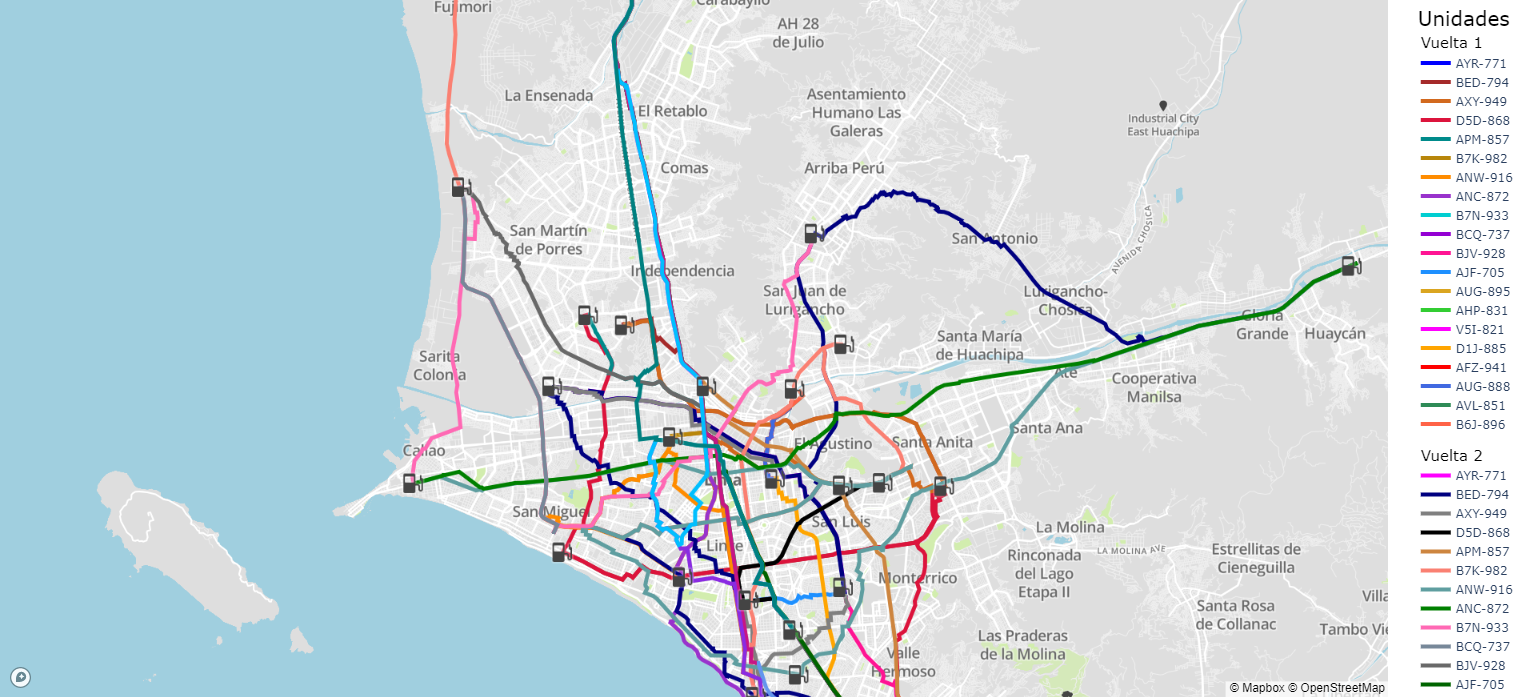 Fujimori
Carabayllo
AH 28
de Julio
La Ensenada
El Retablo
Asentamiento
Humano Las
Galeras
Industrial City
East Huachipa
Comas
Arriba Perú
San Martín
de Porres
San Antonio
AVENIDA CHOSICA
Independencia
San Juan de
Lurigancho
Lurigancho-
Chosica
Gloria
Grande
Huaycán
Santa María
de Huachipa
Sarita
Colonia
Ate
Cooperativa
Manilsa
Santa Ana
Callao
El Agustino
Santa Anita
Lima
San Miguel
San Luis
La Molina
LA MOLINA AVE
Lince
Rinconada
del Lago
Etapa II
Estrellitas de
Cieneguilla
Monterrico
Santa Rosa
de Collanac
Villa
Tambo Vie
Las Praderas
de la Molina
Valle
Hermoso
© Mapbox © OpenStreetMap
Unidades
Vuelta 1
AYR-771
BED-794
AXY-949
D5D-868
APM-857
B7K-982
ANW-916
ANC-872
B7N-933
BCQ-737
BJV-928
AJF-705
AUG-895
AHP-831
V5I-821
D1J-885
AFZ-941
AUG-888
AVL-851
B6J-896
Vuelta 2
AYR-771
BED-794
AXY-949
D5D-868
APM-857
B7K-982
ANW-916
ANC-872
B7N-933
BCQ-737
BJV-928
AJF-705